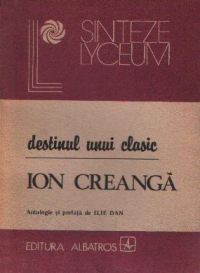 SINTEZE
LYCEUM
destinul unui clasic
ION CREANGĂ
Antologie și prefață de ILIE DAN
EDITURA ALBATROS